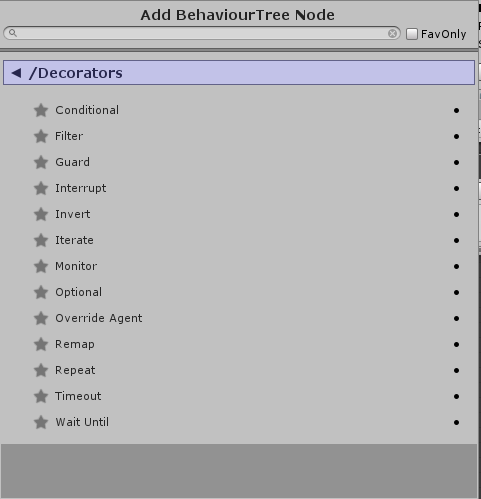 Add BehaviourTree Node
FavOnly
◄ /Decorators
Conditional
Filter
Guard
Interrupt
Invert
Iterate
Monitor
Optional
Override Agent
Remap
Repeat
Timeout
Wait Until